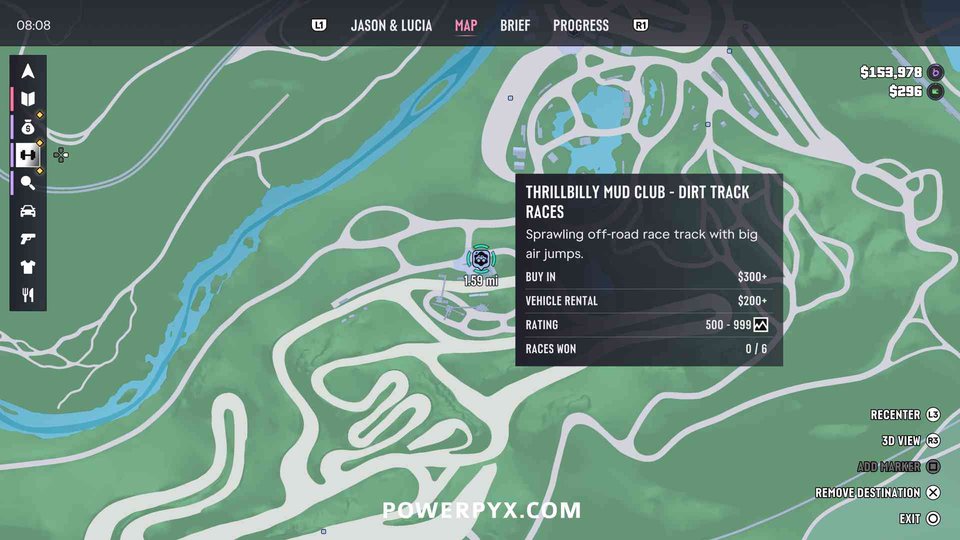 08:08
L1 JASON & LUCIA MAP BRIEF PROGRESS R1
$153,978
$296
THRILLBILLY MUD CLUB - DIRT TRACK
RACES
Sprawling off-road race track with big
air jumps.
BUY IN $300+
VEHICLE RENTAL $200+
RATING 500 - 999
RACES WON 0 / 6
1.59 mi
RECENTER L3
3D VIEW R3
ADD MARKER
REMOVE DESTINATION
EXIT
POWERPYX.COM